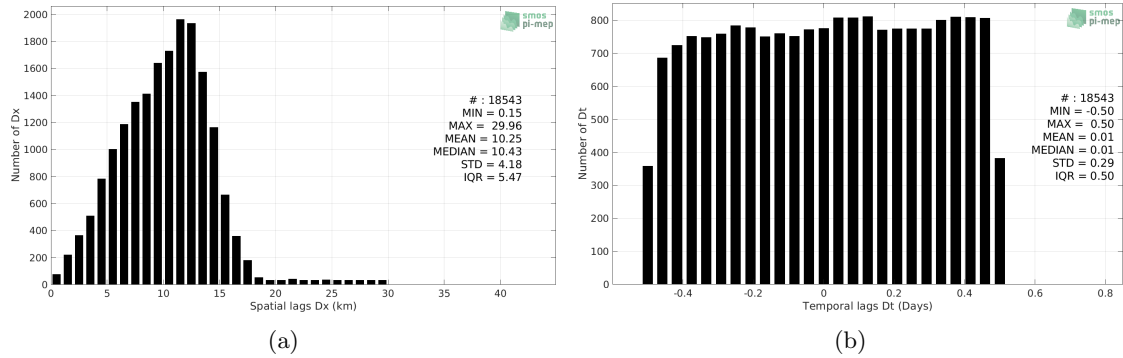 2000
1800
1600
1400
1200
1000
800
600
400
200
0
Number of Dx
smos
pi-mep
# : 18543
MIN = 0.15
MAX = 29.96
MEAN = 10.25
MEDIAN = 10.43
STD = 4.18
IQR = 5.47
0 5 10 15 20 25 30 35 40
Spatial lags Dx (km)
(a)
800
700
600
500
400
300
200
100
0
Number of Dt
smos
pi-mep
# : 18543
MIN = -0.50
MAX = 0.50
MEAN = 0.01
MEDIAN = 0.01
STD = 0.29
IQR = 0.50
-0.4 -0.2 0 0.2 0.4 0.6 0.8
Temporal lags Dt (Days)
(b)